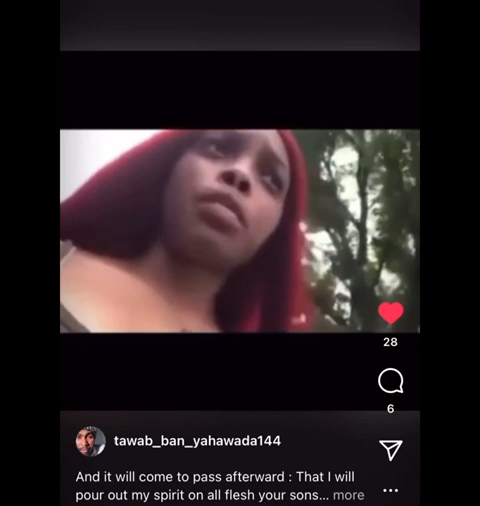 28
6
tawab_ban_yahawada144
And it will come to pass afterward : That I will
pour out my spirit on all flesh your sons... more